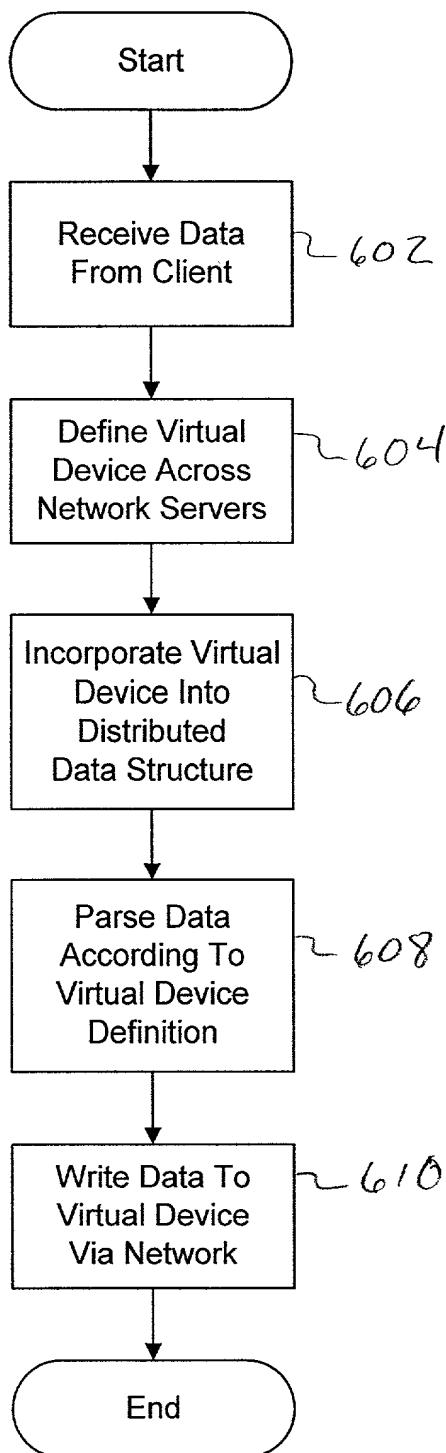 Start
Receive Data
From Client
602
Define Virtual
Device Across
Network Servers
604
Incorporate Virtual
Device Into
Distributed
Data Structure
606
Parse Data
According To
Virtual Device
Definition
608
Write Data To
Virtual Device
Via Network
610
End